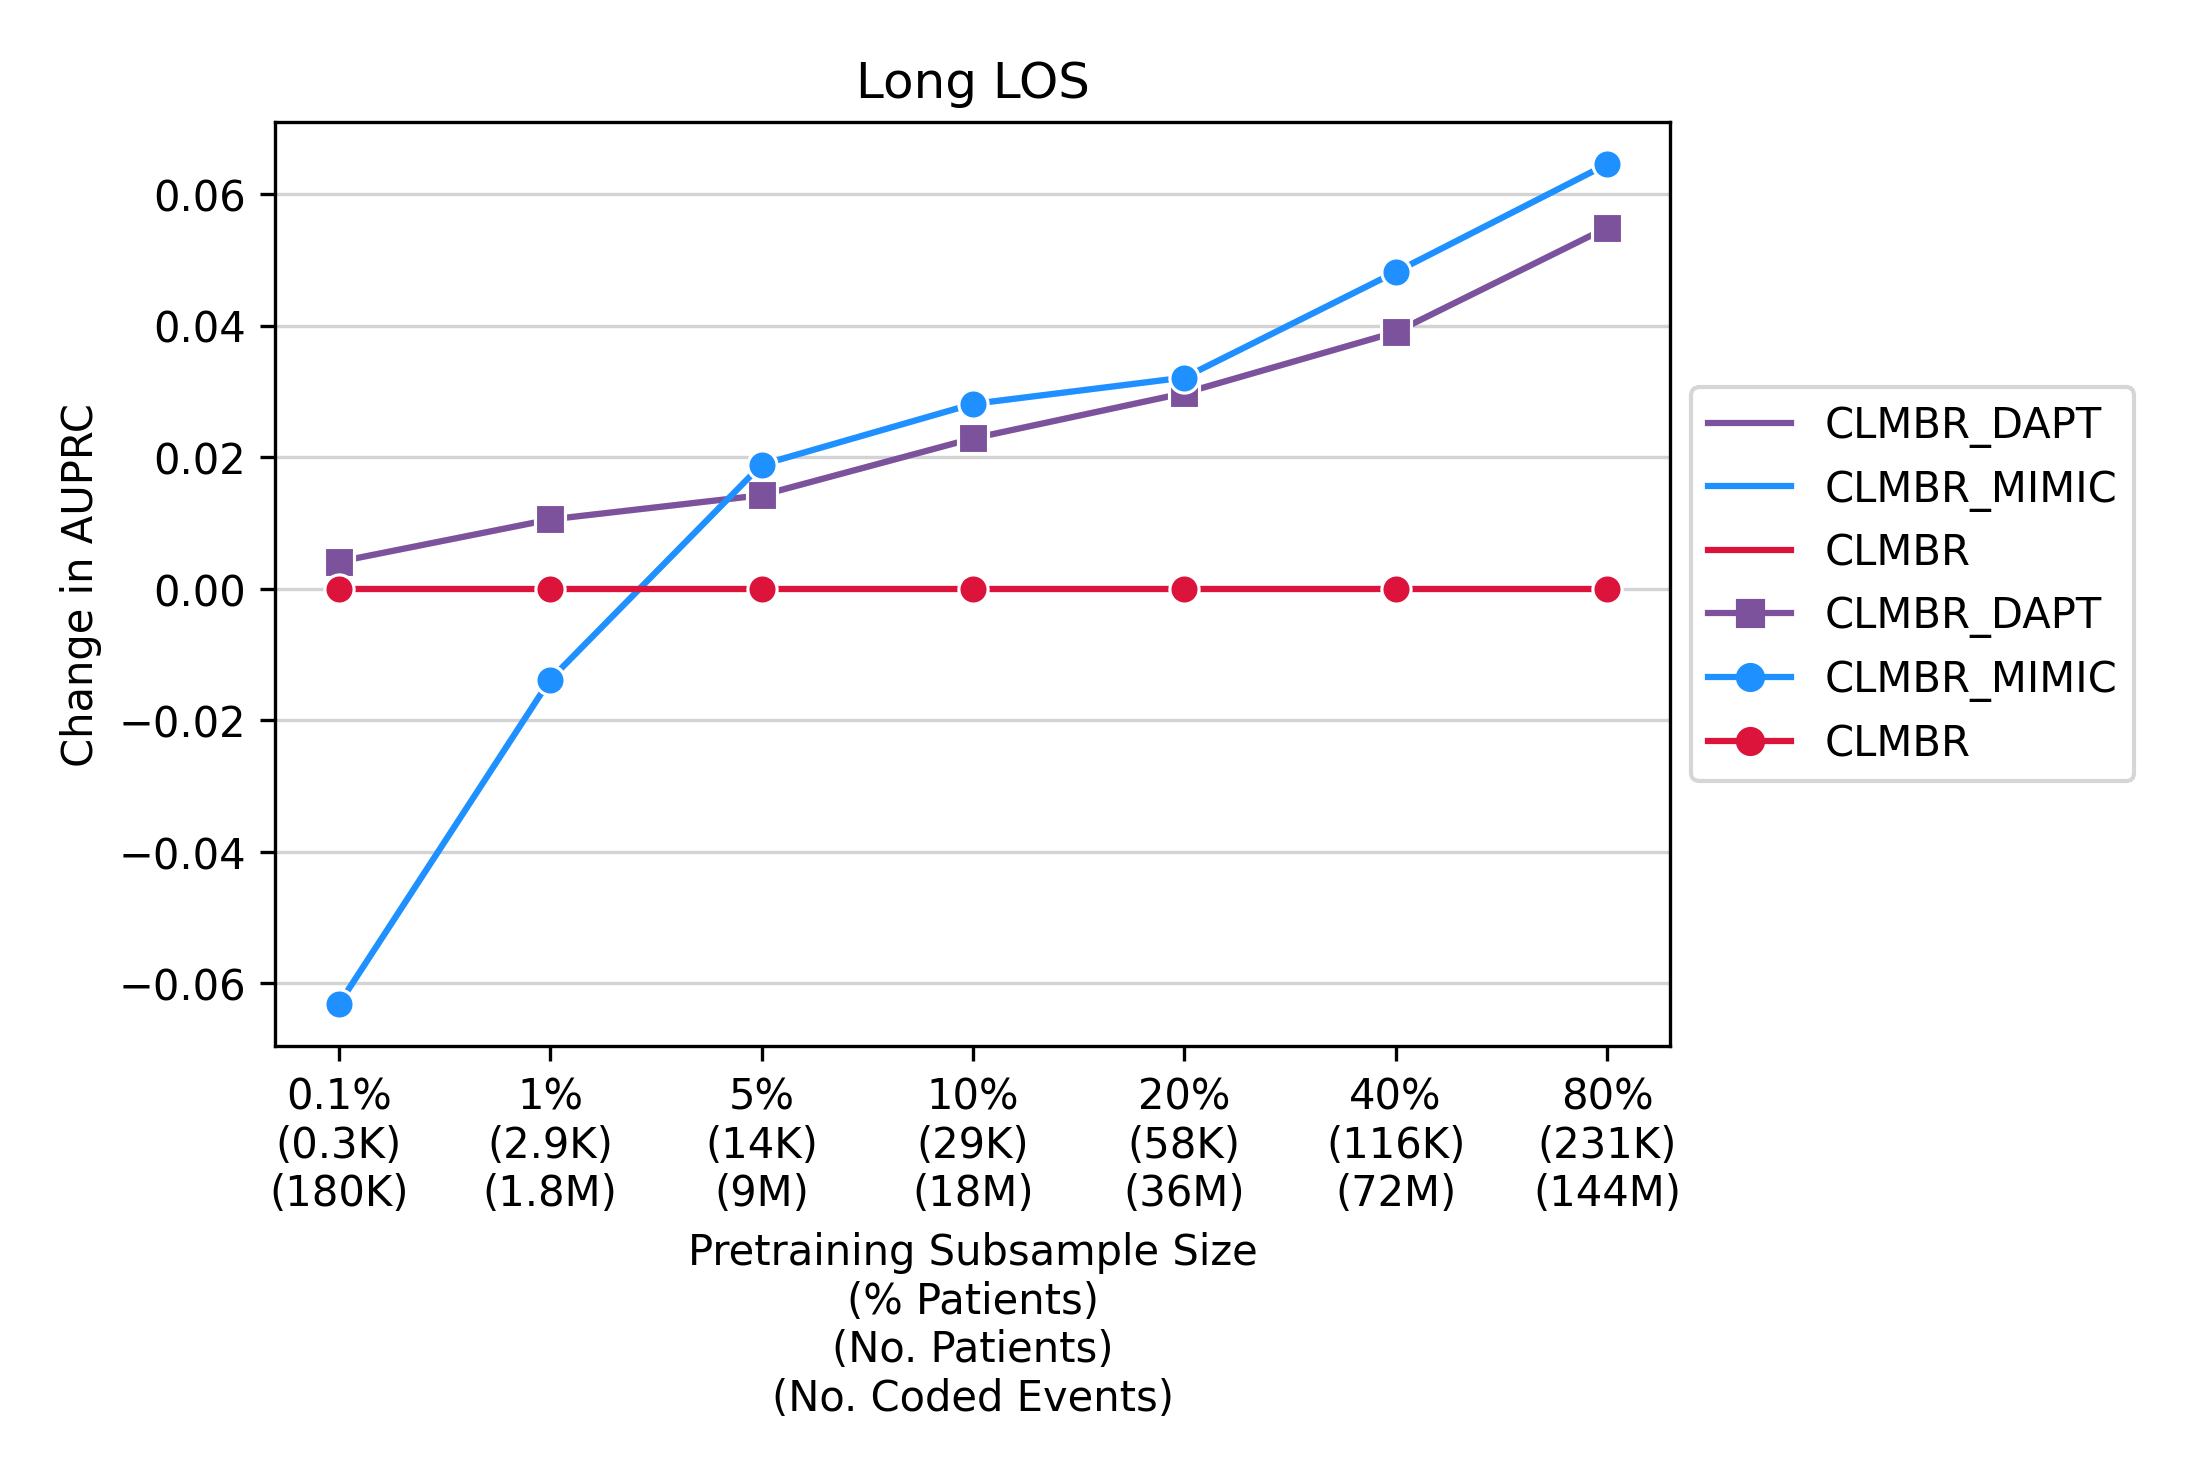 Long LOS
Change in AUPRC
0.06
0.04
0.02
0.00
−0.02
−0.04
−0.06
0.1% 1% 5% 10% 20% 40% 80%
(0.3K) (2.9K) (14K) (29K) (58K) (116K) (231K)
(180K) (1.8M) (9M) (18M) (36M) (72M) (144M)
Pretraining Subsample Size
(% Patients)
(No. Patients)
(No. Coded Events)
CLMBR_DAPT
CLMBR_MIMIC
CLMBR
CLMBR_DAPT
CLMBR_MIMIC
CLMBR